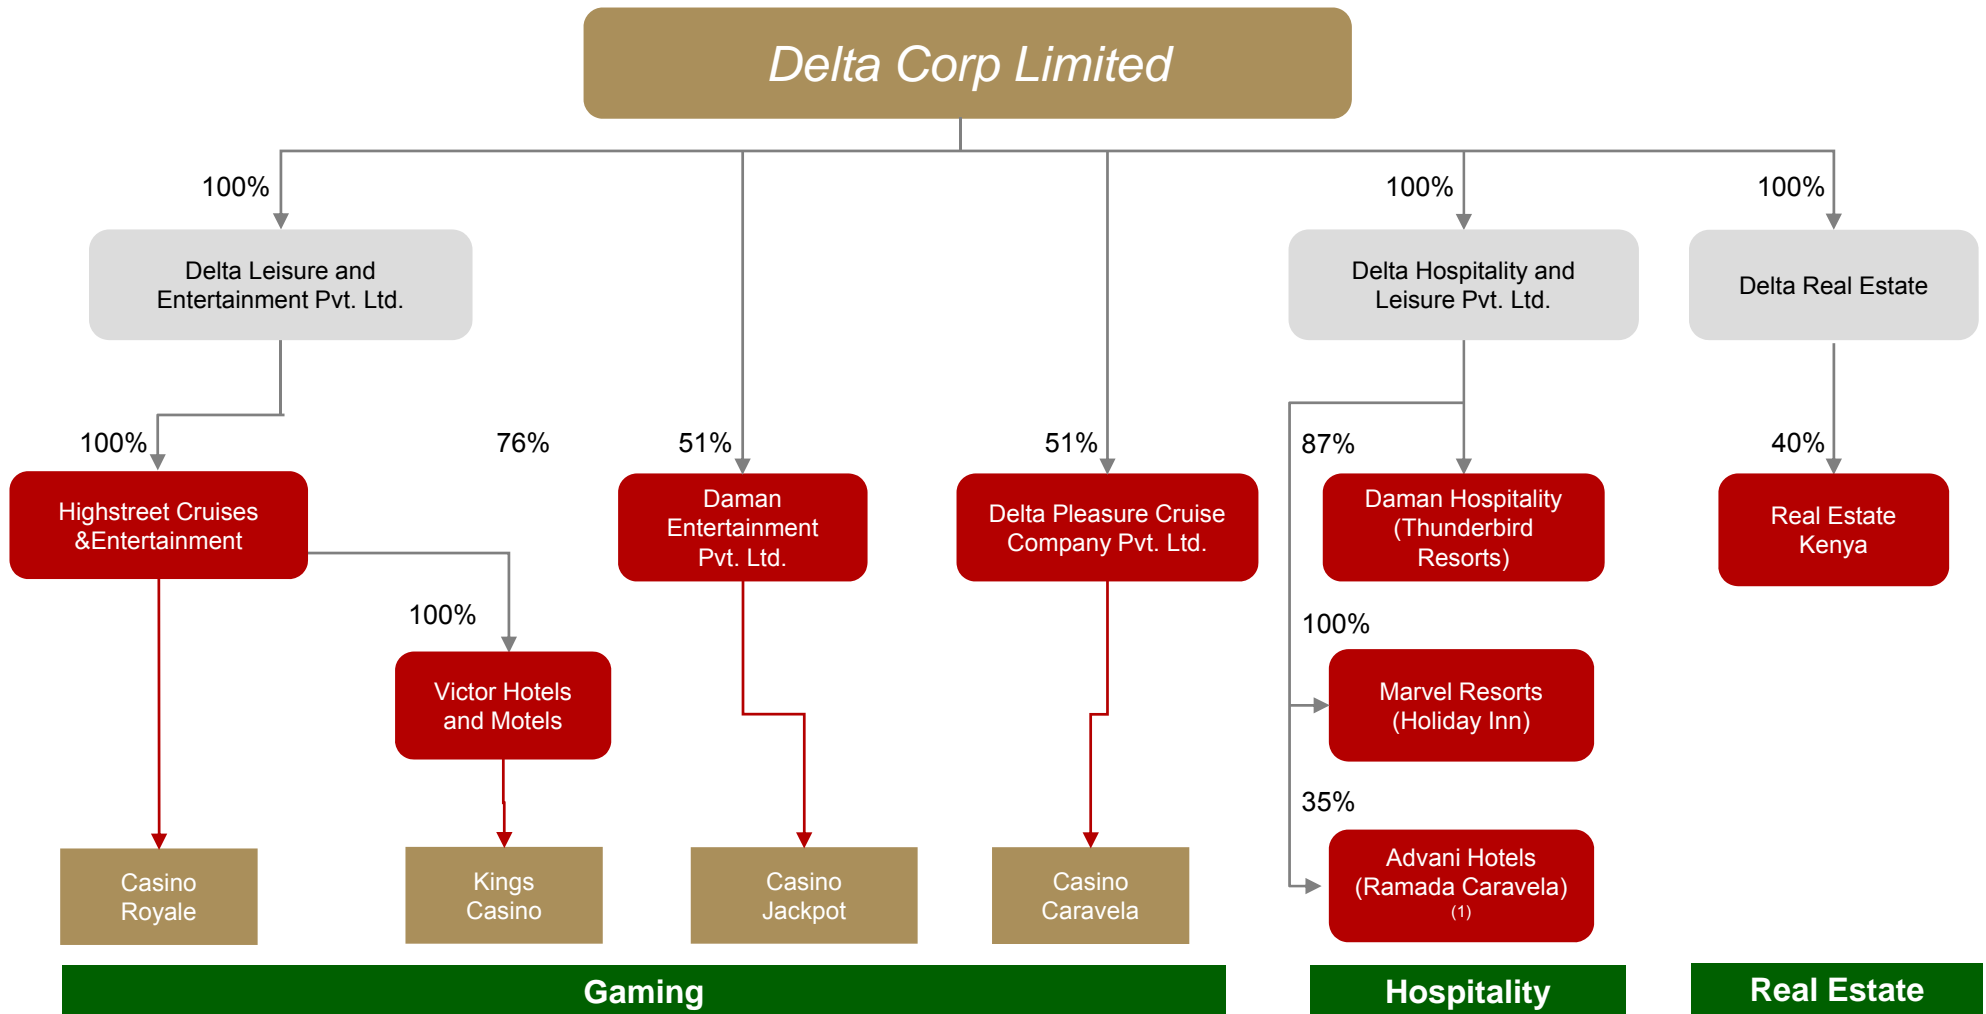 Delta Corp Limited
100%
100%
100%
Delta Leisure and
Entertainment Pvt. Ltd.
Delta Hospitality and
Leisure Pvt. Ltd.
Delta Real Estate
100%
76%
51%
51%
87%
40%
Highstreet Cruises
&Entertainment
Daman
Entertainment
Pvt. Ltd.
Delta Pleasure Cruise
Company Pvt. Ltd.
Daman Hospitality
(Thunderbird
Resorts)
Real Estate
Kenya
100%
100%
Victor Hotels
and Motels
Marvel Resorts
(Holiday Inn)
35%
Casino
Royale
Kings
Casino
Casino
Jackpot
Casino
Caravela
Advani Hotels
(Ramada Caravela)
(1)
Gaming
Hospitality
Real Estate